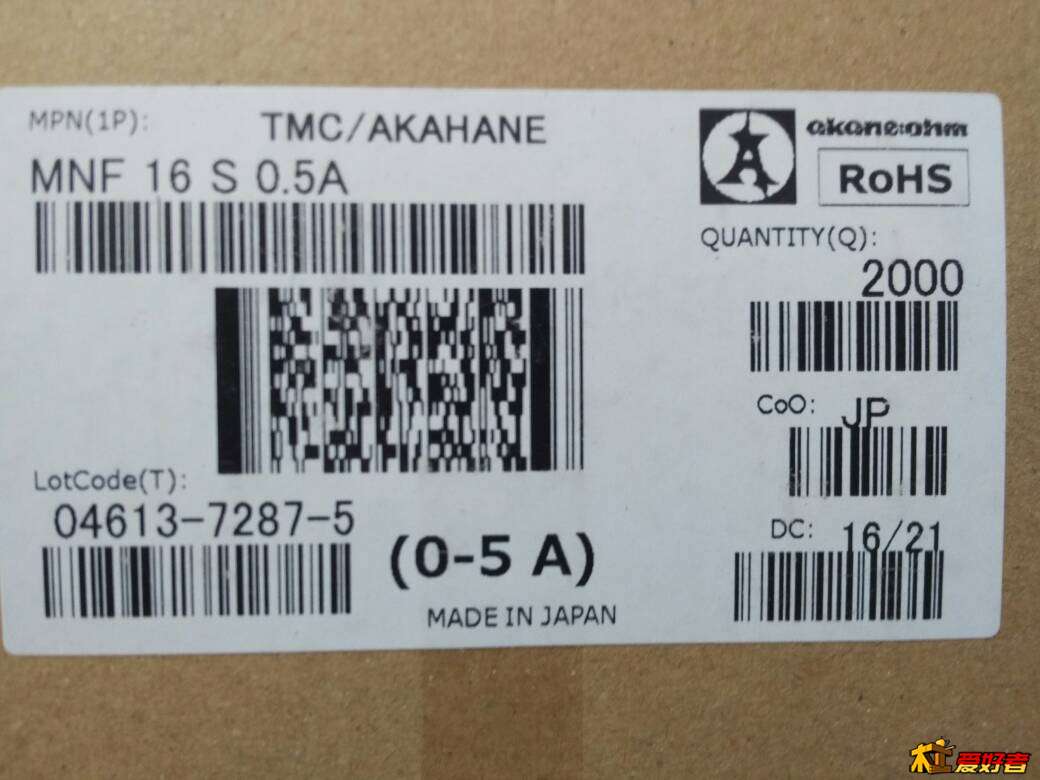 MPN(1P):
TMC/AKAHANE
MNF 16 S 0.5A
LotCode(T):
04613-7287-5
(0-5 A)
MADE IN JAPAN
A
akane:ohm
RoHS
QUANTITY(Q):
2000
CoO: JP
DC: 16/21
爱好者